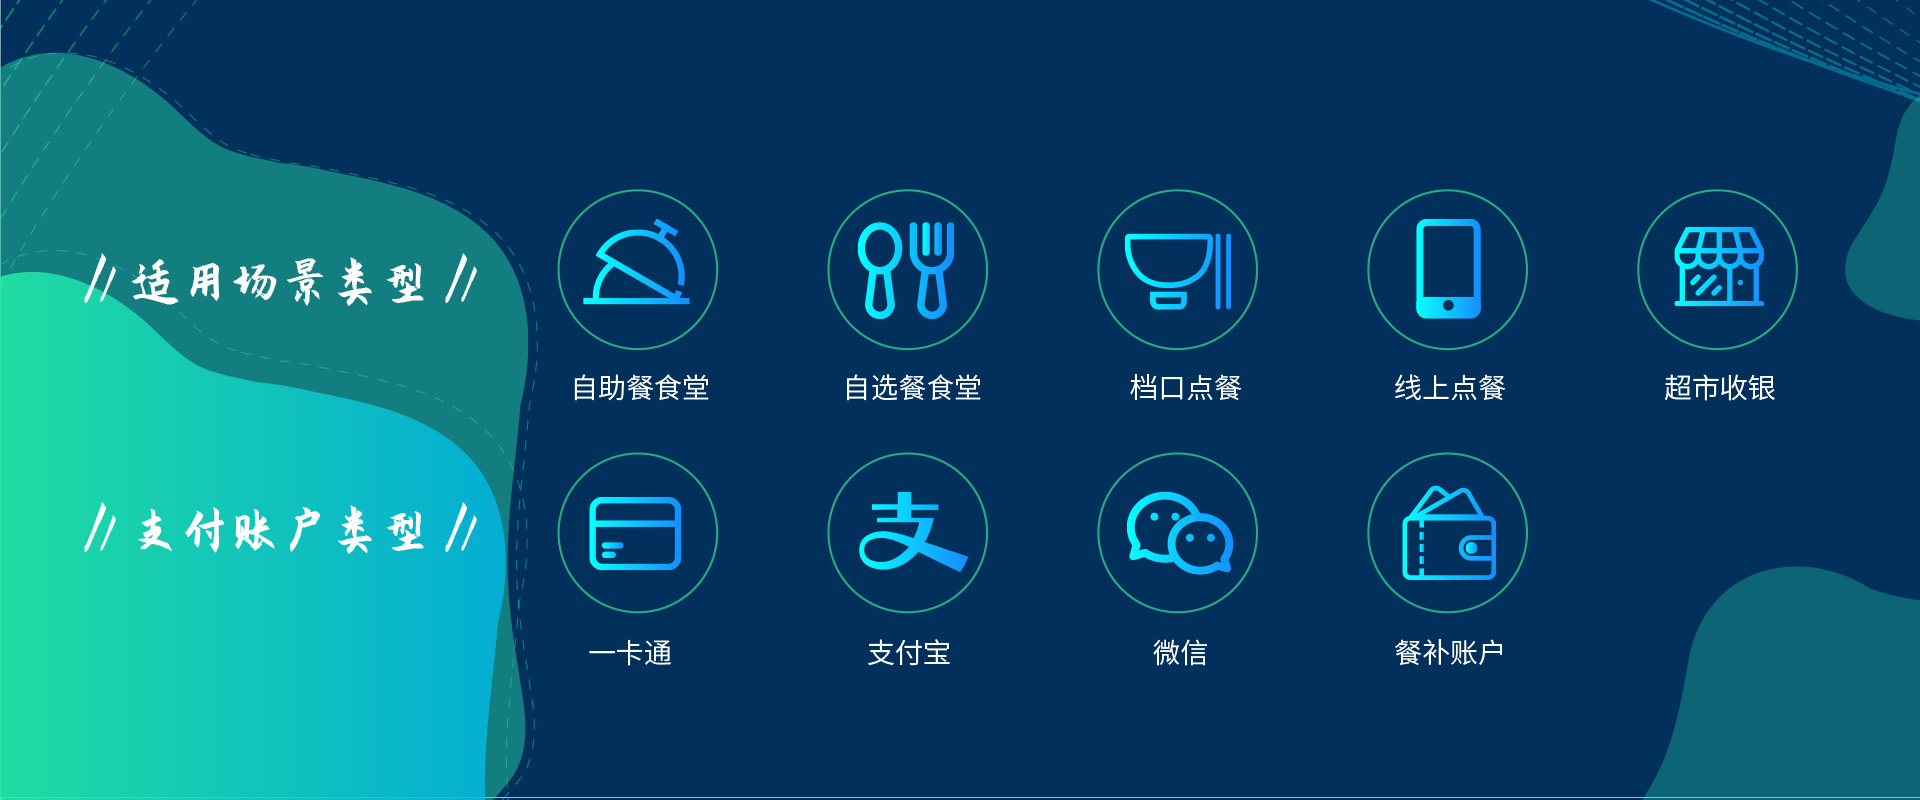 // 适用场景类型 //
自助餐食堂
自选餐食堂
档口点餐
线上点餐
超市收银
// 支付账户类型 //
一卡通
支付宝
微信
餐补账户